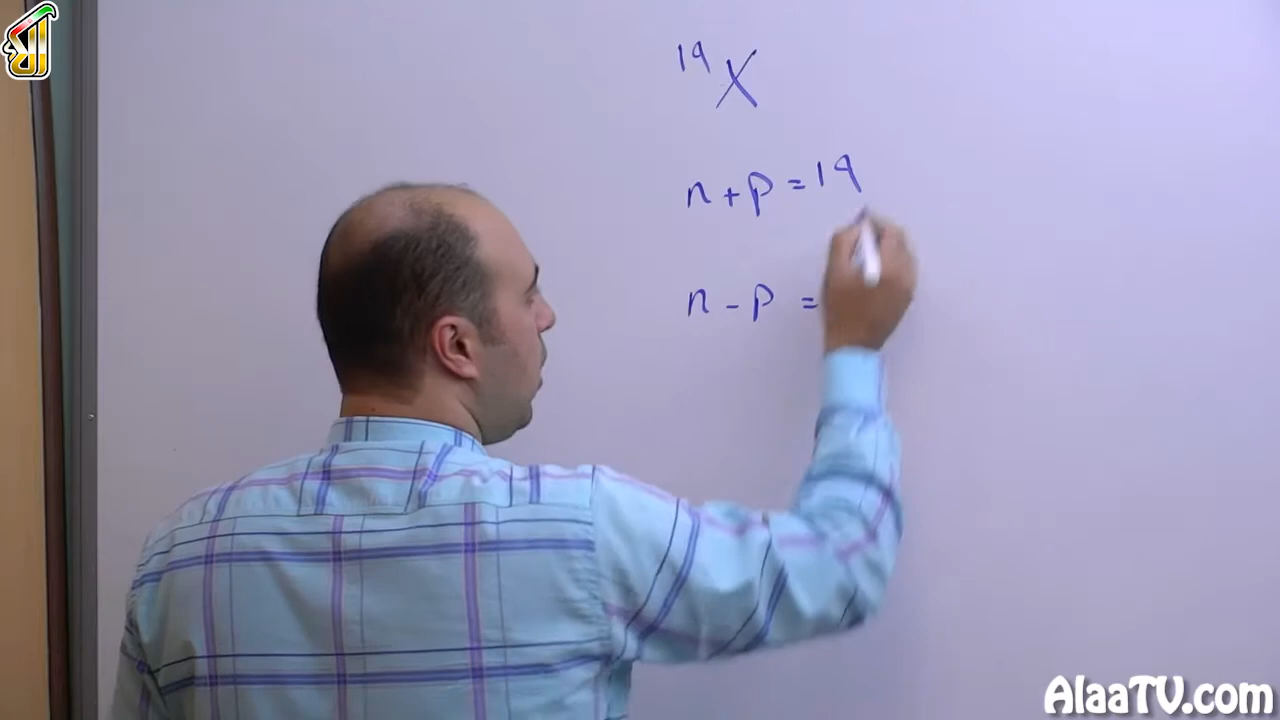 19
X
n + p = 19
n - p =
AlaaTV.com